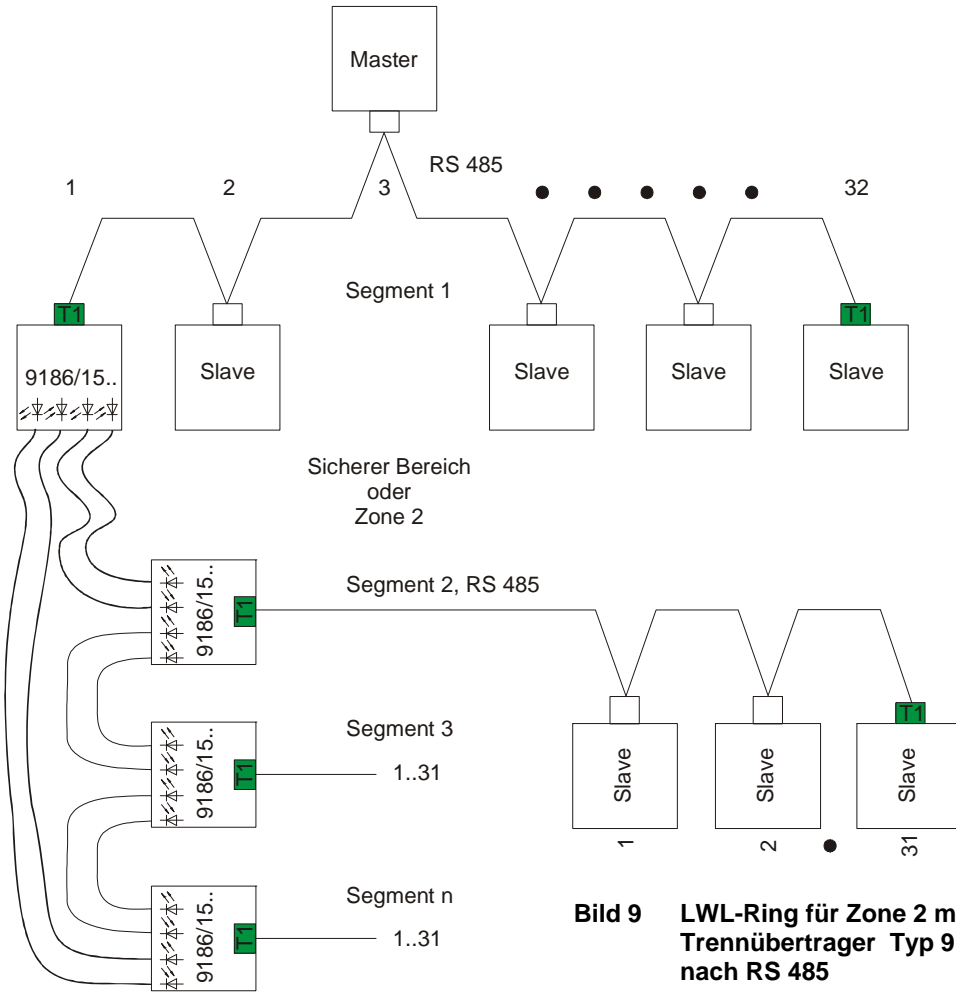 Master
RS 485
1
2
3
32
Segment 1
T1
T1
9186/15..
Slave
Slave
Slave
Slave
Sicherer Bereich
oder
Zone 2
9186/15..
T1
Segment 2, RS 485
T1
Slave
Slave
Slave
1
2
31
9186/15..
T1
Segment 3
1..31
9186/15..
T1
Segment n
1..31
Bild 9 LWL-Ring für Zone 2 m
Trennübertrager Typ 9
nach RS 485